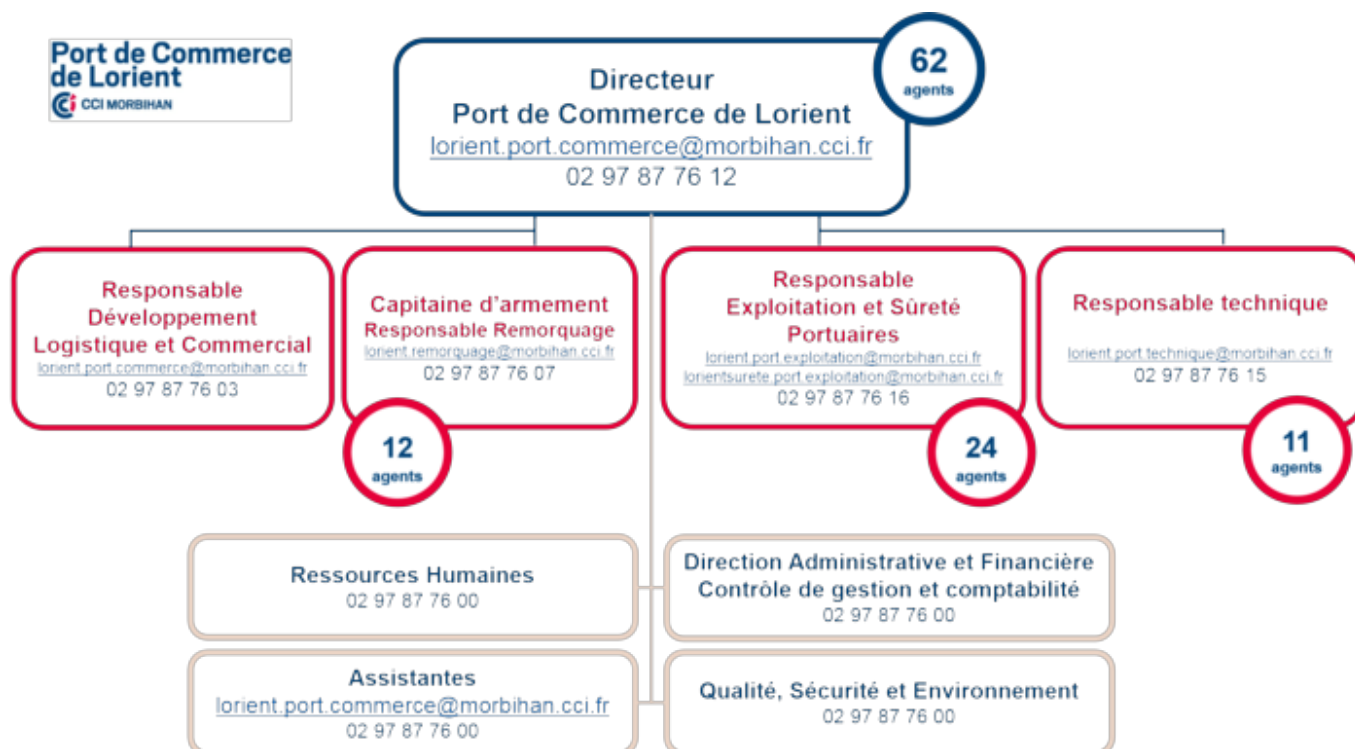 Port de Commerce
de Lorient
CCI MORBIHAN
62
agents
Directeur
Port de Commerce de Lorient
lorient.port.commerce@morbihan.cci.fr
02 97 87 76 12
Responsable
Développement
Logistique et Commercial
lorient.port.commerce@morbihan.cci.fr
02 97 87 76 03
Capitaine d'armement
Responsable Remorquage
lorient.remorquage@morbihan.cci.fr
02 97 87 76 07
12
agents
Responsable
Exploitation et Sûreté
Portuaires
lorient.port.exploitation@morbihan.cci.fr
lorientsurete.port.exploitation@morbihan.cci.fr
02 97 87 76 16
24
agents
Responsable technique
lorient.port.technique@morbihan.cci.fr
02 97 87 76 15
11
agents
Ressources Humaines
02 97 87 76 00
Direction Administrative et Financière
Contrôle de gestion et comptabilité
02 97 87 76 00
Assistantes
lorient.port.commerce@morbihan.cci.fr
02 97 87 76 00
Qualité, Sécurité et Environnement
02 97 87 76 00